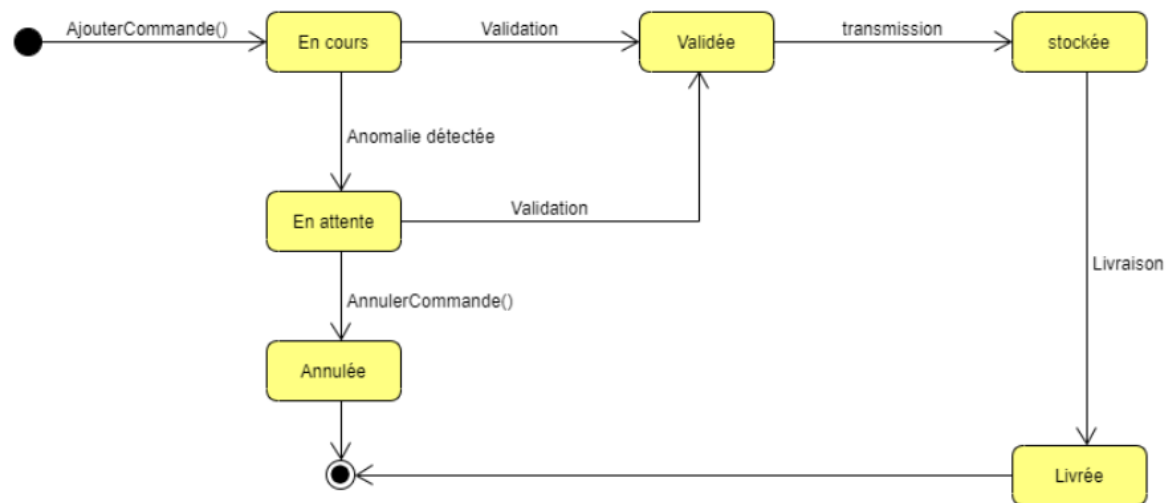 AjouterCommande()
En cours
Validation
Validée
transmission
stockée
Anomalie détectée
En attente
Validation
Livraison
AnnulerCommande()
Annulée
Livrée